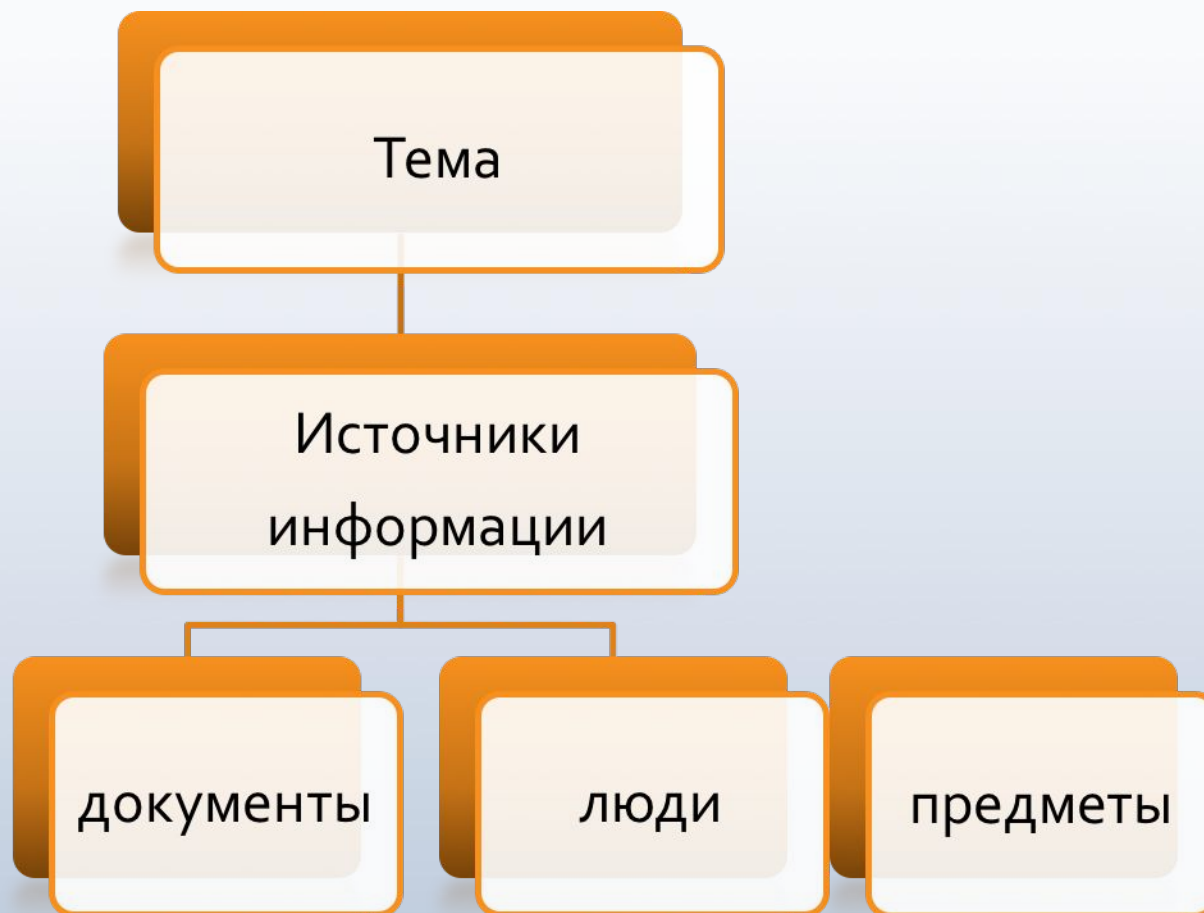 Тема
Источники
информации
документы
люди
предметы